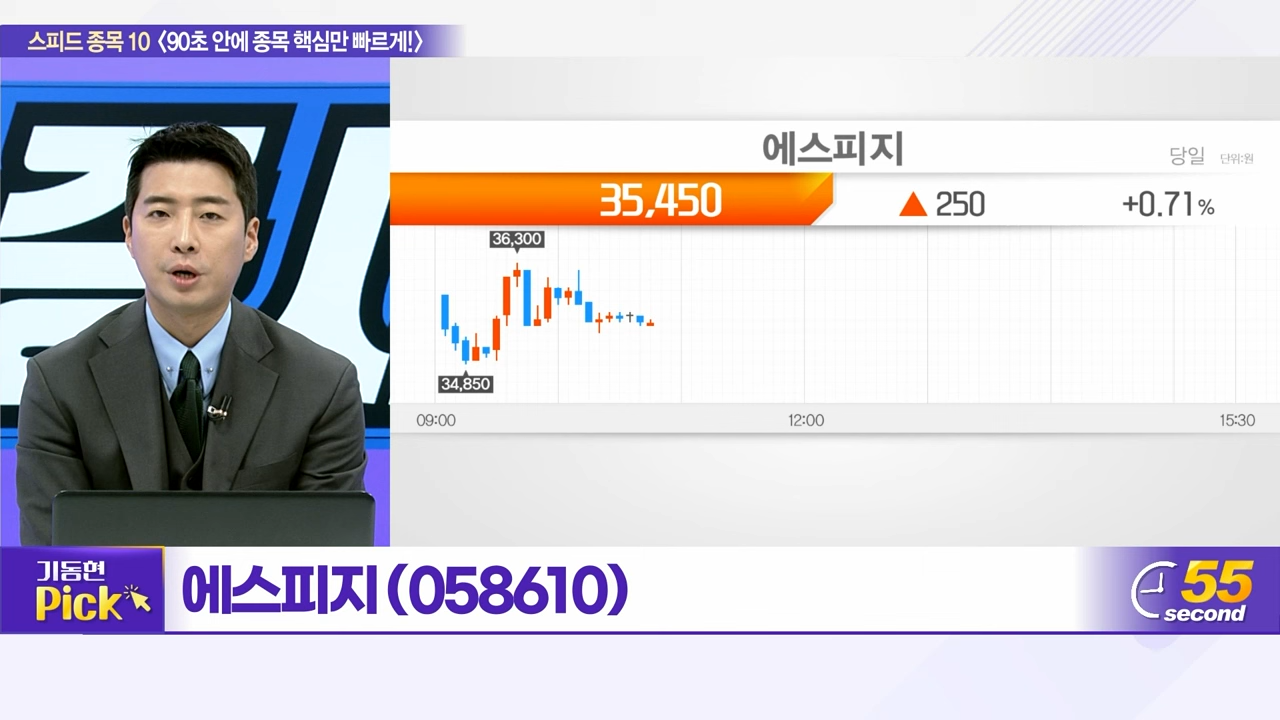 스피드 종목 10 〈90초 안에 종목 핵심만 빠르게!〉
에스피지
당일 단위:원
35,450 ▲ 250 +0.71%
36,300
34,850
09:00 12:00 15:30
기동현
Pick
에스피지(058610)
55
second